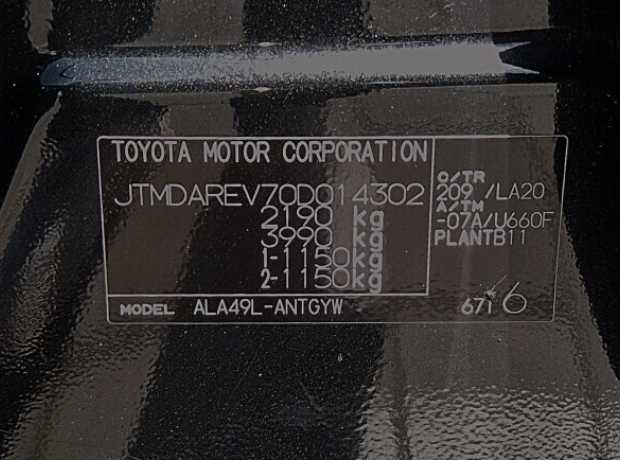 TOYOTA MOTOR CORPORATION
JTMDAREV70D014302
2190 kg
3990 kg
1-1150kg
2-1150kg
C/TR
209 /LA20
A/TM
-07A/U660F
PLANTB11
MODEL ALA49L-ANTGYW
6